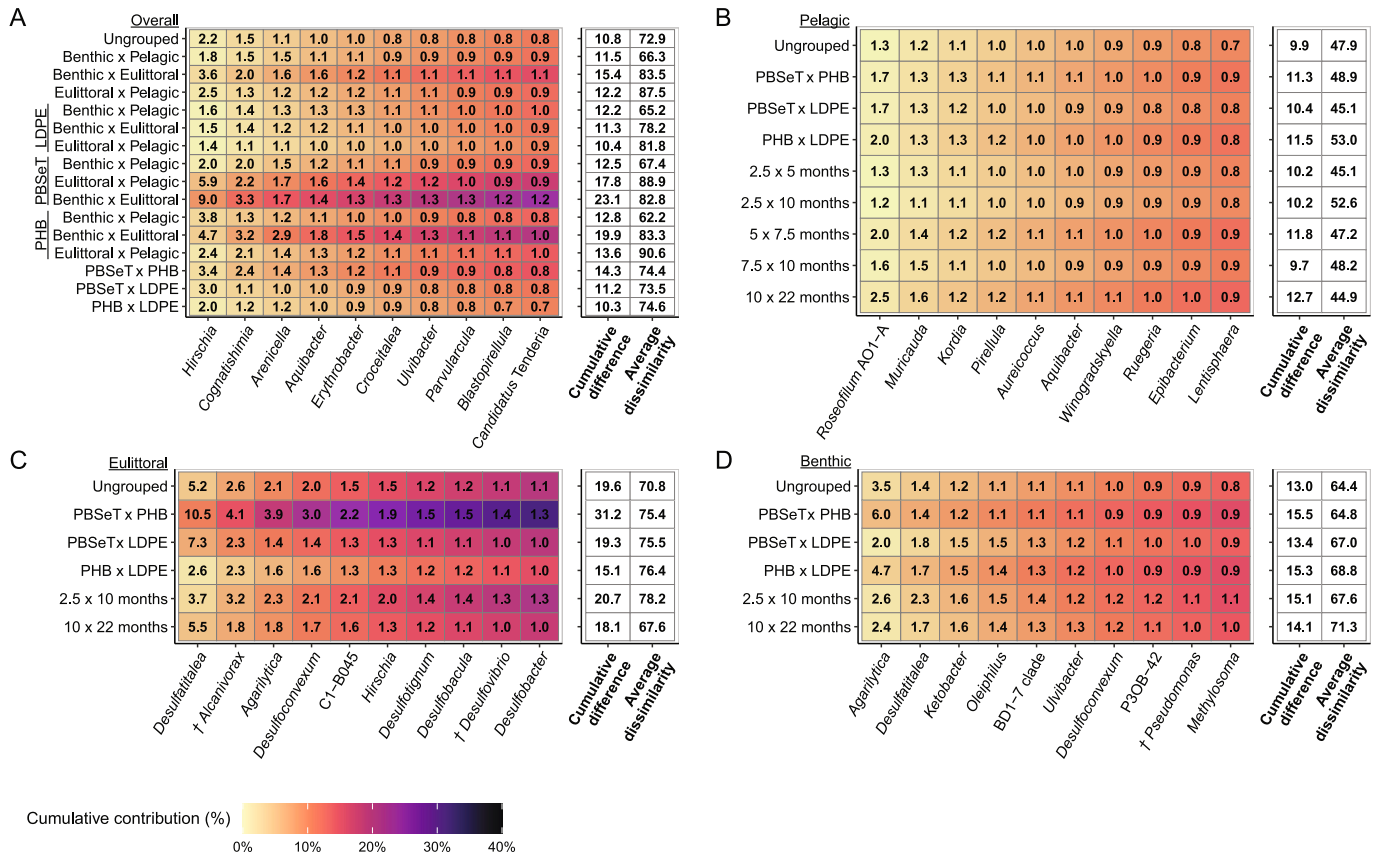 A
Overall
Ungrouped 2.2 1.5 1.1 1.0 1.0 0.8 0.8 0.8 0.8 0.8 10.8 72.9
Benthic x Pelagic 1.8 1.5 1.5 1.1 1.1 0.9 0.9 0.9 0.9 0.9 11.5 66.3
Benthic x Eulittoral 3.6 2.0 1.6 1.6 1.2 1.1 1.1 1.1 1.1 1.1 15.4 83.5
Eulittoral x Pelagic 2.5 1.3 1.2 1.2 1.2 1.1 1.1 0.9 0.9 0.9 12.2 87.5
LDPE
Benthic x Pelagic 1.6 1.4 1.3 1.3 1.3 1.1 1.1 1.0 1.0 1.0 12.2 65.2
Benthic x Eulittoral 1.5 1.4 1.2 1.2 1.1 1.0 1.0 1.0 1.0 0.9 11.3 78.2
Eulittoral x Pelagic 1.4 1.1 1.1 1.0 1.0 1.0 1.0 1.0 0.9 0.9 10.4 81.8
PBSeT
Benthic x Pelagic 2.0 2.0 1.5 1.2 1.1 1.1 0.9 0.9 0.9 0.9 12.5 67.4
Eulittoral x Pelagic 5.9 2.2 1.7 1.6 1.4 1.2 1.2 1.0 0.9 0.9 17.8 88.9
Benthic x Eulittoral 9.0 3.3 1.7 1.4 1.3 1.3 1.3 1.3 1.2 1.2 23.1 82.8
PHB
Benthic x Pelagic 3.8 1.3 1.2 1.1 1.0 1.0 0.9 0.8 0.8 0.8 12.8 62.2
Benthic x Eulittoral 4.7 3.2 2.9 1.8 1.5 1.4 1.3 1.1 1.1 1.0 19.9 83.3
Eulittoral x Pelagic 2.4 2.1 1.4 1.3 1.2 1.1 1.1 1.1 1.1 1.0 13.6 90.6
PBSeT x PHB 3.4 2.4 1.4 1.3 1.2 1.1 0.9 0.9 0.8 0.8 14.3 74.4
PBSeT x LDPE 3.0 1.1 1.0 1.0 0.9 0.9 0.8 0.8 0.8 0.8 11.2 73.5
PHB x LDPE 2.0 1.2 1.2 1.0 0.9 0.9 0.8 0.8 0.7 0.7 10.3 74.6
Hirschia
Cognatishimia
Arenicella
Aquibacter
Erythrobacter
Croceitalea
Ulvibacter
Parvularcula
Blastopirellula
Candidatus Tenderia
Cumulative
difference
Average
dissimilarity
B
Pelagic
Ungrouped 1.3 1.2 1.1 1.0 1.0 1.0 0.9 0.9 0.8 0.7 9.9 47.9
PBSeT x PHB 1.7 1.3 1.3 1.1 1.1 1.1 1.0 1.0 0.9 0.9 11.3 48.9
PBSeT x LDPE 1.7 1.3 1.2 1.0 1.0 0.9 0.9 0.8 0.8 0.8 10.4 45.1
PHB x LDPE 2.0 1.3 1.3 1.2 1.0 1.0 1.0 0.9 0.9 0.8 11.5 53.0
2.5 x 5 months 1.3 1.3 1.1 1.0 1.0 1.0 0.9 0.9 0.9 0.8 10.2 45.1
2.5 x 10 months 1.2 1.1 1.1 1.0 1.0 0.9 0.9 0.9 0.9 0.8 10.2 52.6
5 x 7.5 months 2.0 1.4 1.2 1.2 1.1 1.1 1.0 1.0 0.9 0.9 11.8 47.2
7.5 x 10 months 1.6 1.5 1.1 1.0 1.0 0.9 0.9 0.9 0.9 0.9 9.7 48.2
10 x 22 months 2.5 1.6 1.2 1.2 1.1 1.1 1.1 1.0 1.0 0.9 12.7 44.9
Roseofilum AO1−A
Muricauda
Kordia
Pirellula
Aureicoccus
Aquibacter
Winogradskyella
Ruegeria
Epibacterium
Lentisphaera
Cumulative
difference
Average
dissimilarity
C
Eulittoral
Ungrouped 5.2 2.6 2.1 2.0 1.5 1.5 1.2 1.2 1.1 1.1 19.6 70.8
PBSeT x PHB 10.5 4.1 3.9 3.0 2.2 1.9 1.5 1.5 1.4 1.3 31.2 75.4
PBSeTx LDPE 7.3 2.3 1.4 1.4 1.3 1.3 1.1 1.1 1.0 1.0 19.3 75.5
PHB x LDPE 2.6 2.3 1.6 1.6 1.3 1.3 1.2 1.2 1.1 1.0 15.1 76.4
2.5 x 10 months 3.7 3.2 2.3 2.1 2.1 2.0 1.4 1.4 1.3 1.3 20.7 78.2
10 x 22 months 5.5 1.8 1.8 1.7 1.6 1.3 1.2 1.1 1.0 1.0 18.1 67.6
Desulfatitalea
† Alcanivorax
Agarilytica
Desulfoconvexum
C1−B045
Hirschia
Desulfotignum
Desulfobacula
† Desulfovibrio
Desulfobacter
Cumulative
difference
Average
dissimilarity
D
Benthic
Ungrouped 3.5 1.4 1.2 1.1 1.1 1.1 1.0 0.9 0.9 0.8 13.0 64.4
PBSeT x PHB 6.0 1.4 1.2 1.1 1.1 1.1 0.9 0.9 0.9 0.9 15.5 64.8
PBSeT x LDPE 2.0 1.8 1.5 1.5 1.3 1.2 1.1 1.0 1.0 0.9 13.4 67.0
PHB x LDPE 4.7 1.7 1.5 1.4 1.3 1.2 1.0 0.9 0.9 0.9 15.3 68.8
2.5 x 10 months 2.6 2.3 1.6 1.5 1.4 1.2 1.2 1.2 1.1 1.1 15.1 67.6
10 x 22 months 2.4 1.7 1.6 1.4 1.3 1.3 1.2 1.1 1.0 1.0 14.1 71.3
Agarilytica
Desulfatitalea
Ketobacter
Oleiphilus
BD1−7 clade
Ulvibacter
Desulfoconvexum
P3OB−42
† Pseudomonas
Methylosoma
Cumulative
difference
Average
dissimilarity
Cumulative contribution (%)
0% 10% 20% 30% 40%